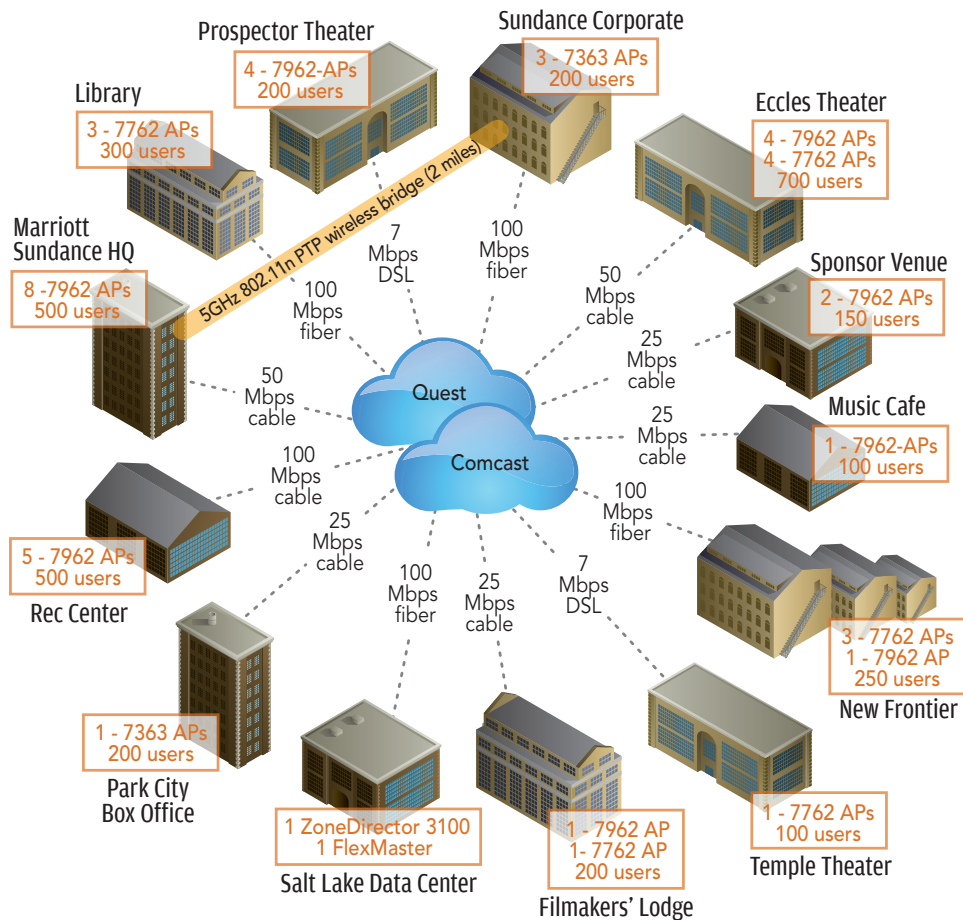 Prospector Theater
4 - 7962-APs
200 users
Sundance Corporate
3 - 7363 APs
200 users
Library
3 - 7762 APs
300 users
Eccles Theater
4 - 7962 APs
4 - 7762 APs
700 users
Marriott
Sundance HQ
8 -7962 APs
500 users
5GHz 802.11n PTP wireless bridge (2 miles)
Sponsor Venue
2 - 7962 APs
150 users
7
Mbps
DSL
100
Mbps
fiber
100
Mbps
fiber
50
Mbps
cable
25
Mbps
cable
50
Mbps
cable
Quest
Comcast
Music Cafe
1 - 7962-APs
100 users
25
Mbps
cable
100
Mbps
cable
100
Mbps
fiber
5 - 7962 APs
500 users
Rec Center
25
Mbps
cable
100
Mbps
fiber
25
Mbps
cable
7
Mbps
DSL
3 - 7762 APs
1 - 7962 AP
250 users
New Frontier
1 - 7363 APs
200 users
Park City
Box Office
1 ZoneDirector 3100
1 FlexMaster
Salt Lake Data Center
1 - 7962 AP
1- 7762 AP
200 users
Filmakers' Lodge
1 - 7762 APs
100 users
Temple Theater